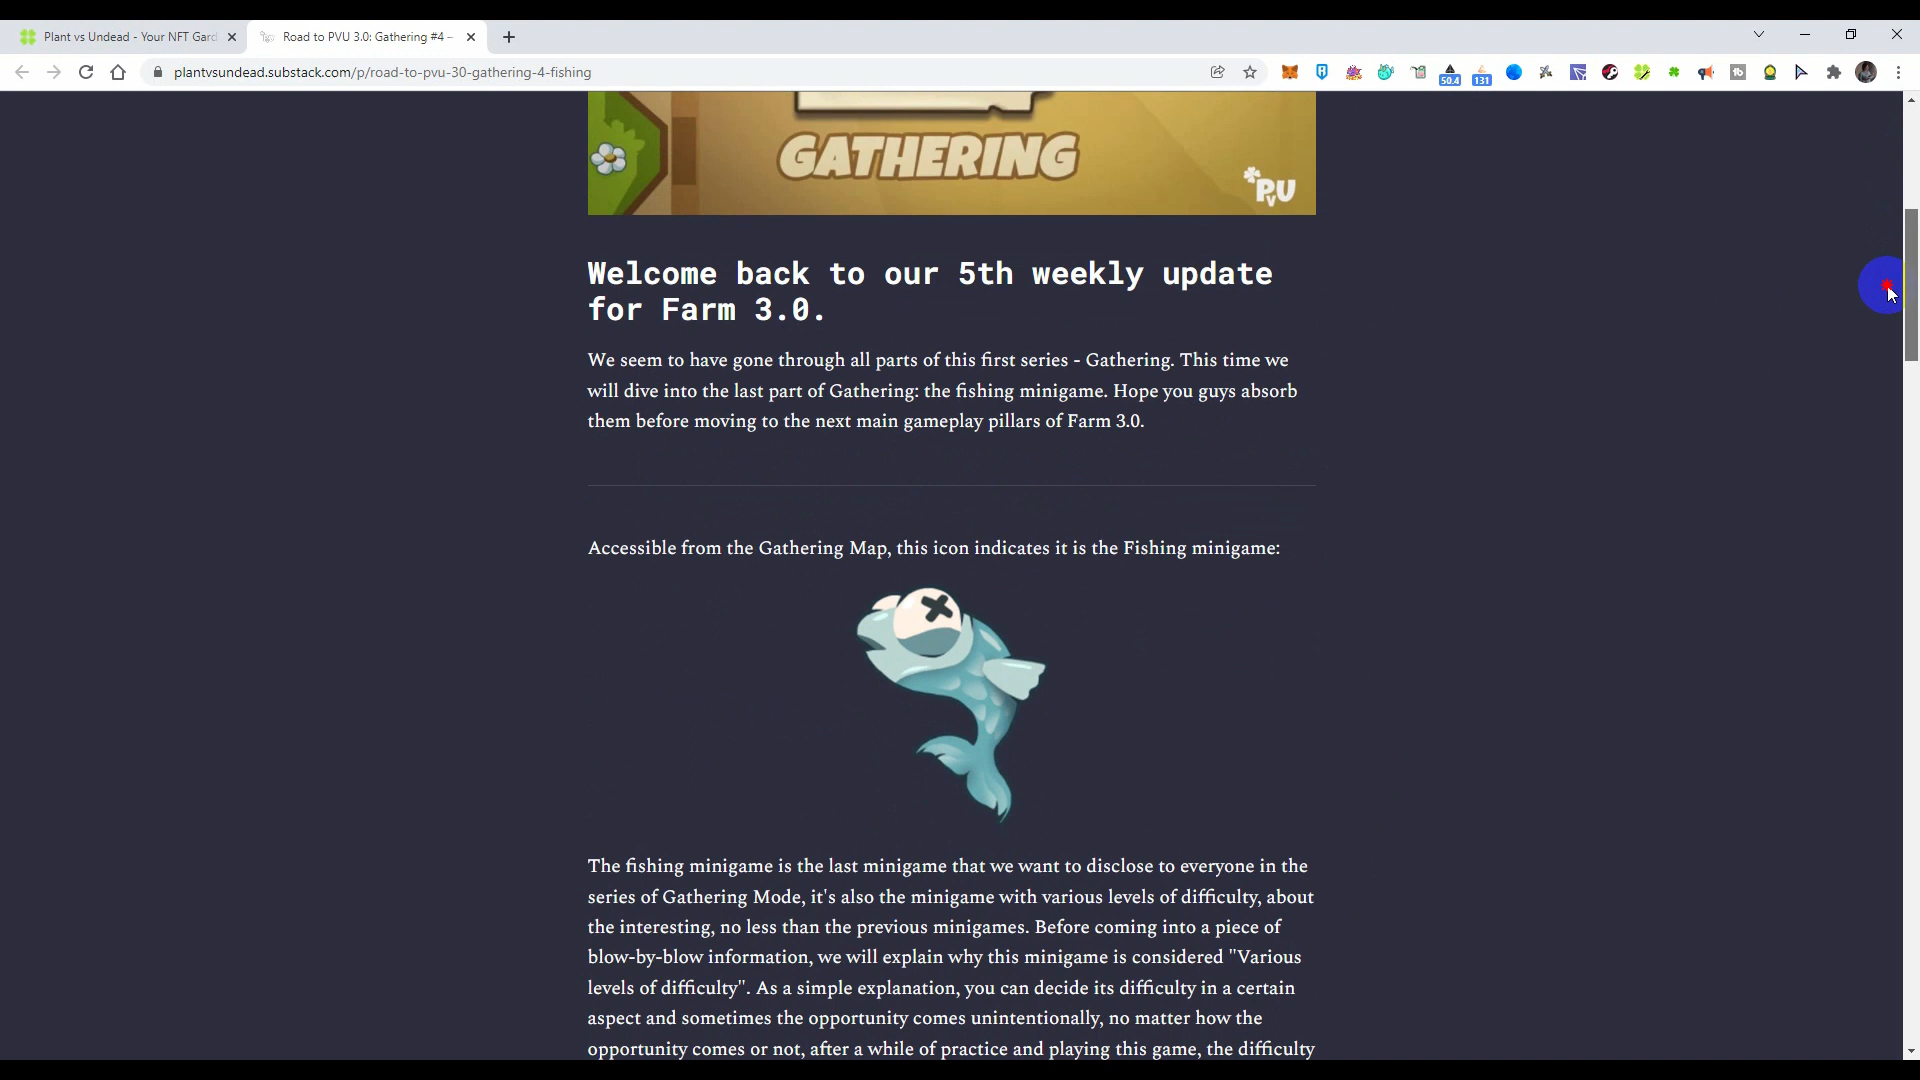 Plant vs Undead - Your NFT Gard
Road to PVU 3.0: Gathering #4 –
plantvsundead.substack.com/p/road-to-pvu-30-gathering-4-fishing
50.4
131
GATHERING
PVU
Welcome back to our 5th weekly update
for Farm 3.0.
We seem to have gone through all parts of this first series - Gathering. This time we
will dive into the last part of Gathering: the fishing minigame. Hope you guys absorb
them before moving to the next main gameplay pillars of Farm 3.0.
Accessible from the Gathering Map, this icon indicates it is the Fishing minigame:
The fishing minigame is the last minigame that we want to disclose to everyone in the
series of Gathering Mode, it's also the minigame with various levels of difficulty, about
the interesting, no less than the previous minigames. Before coming into a piece of
blow-by-blow information, we will explain why this minigame is considered "Various
levels of difficulty". As a simple explanation, you can decide its difficulty in a certain
aspect and sometimes the opportunity comes unintentionally, no matter how the
opportunity comes or not, after a while of practice and playing this game, the difficulty